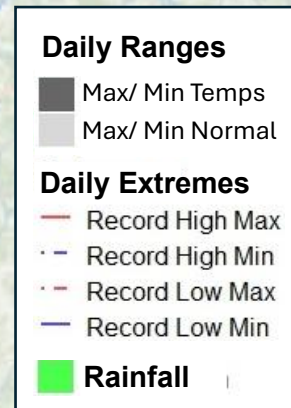 Daily Ranges
Max/ Min Temps
Max/ Min Normal
Daily Extremes
Record High Max
Record High Min
Record Low Max
Record Low Min
Rainfall